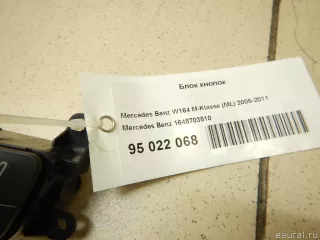 Блок кнопок
Mercedes Benz W164 M-Klasse (ML) 2005-2011
Mercedes Benz 1648703510
95 022 068
eaural.ru